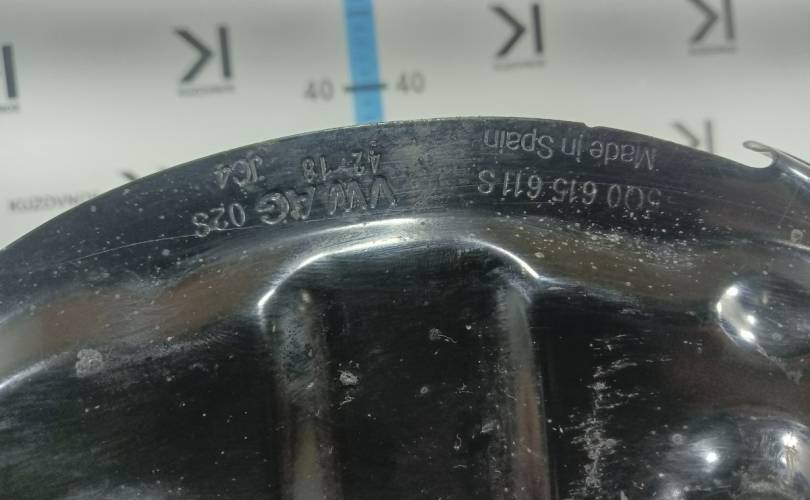 40 40
5Q0 615 611 S
Made in Spain
VW AG 02S
42-18 JC4